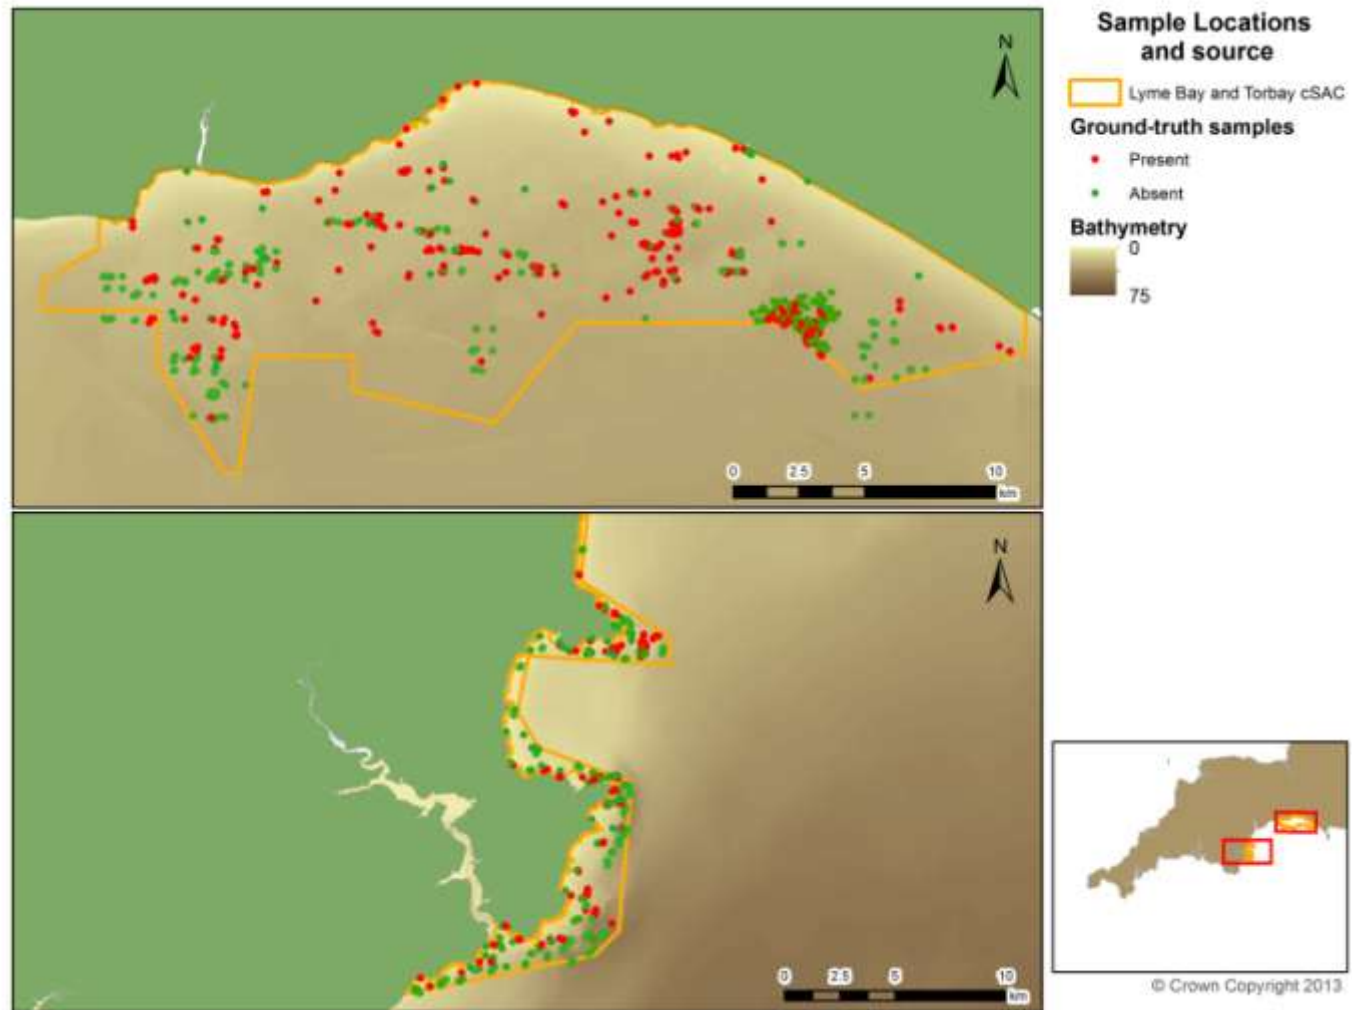 N
0 2.5 5 10
km
N
0 2.5 5 10
km
Sample Locations
and source
Lyme Bay and Torbay cSAC
Ground-truth samples
Present
Absent
Bathymetry
0
75
© Crown Copyright 2013